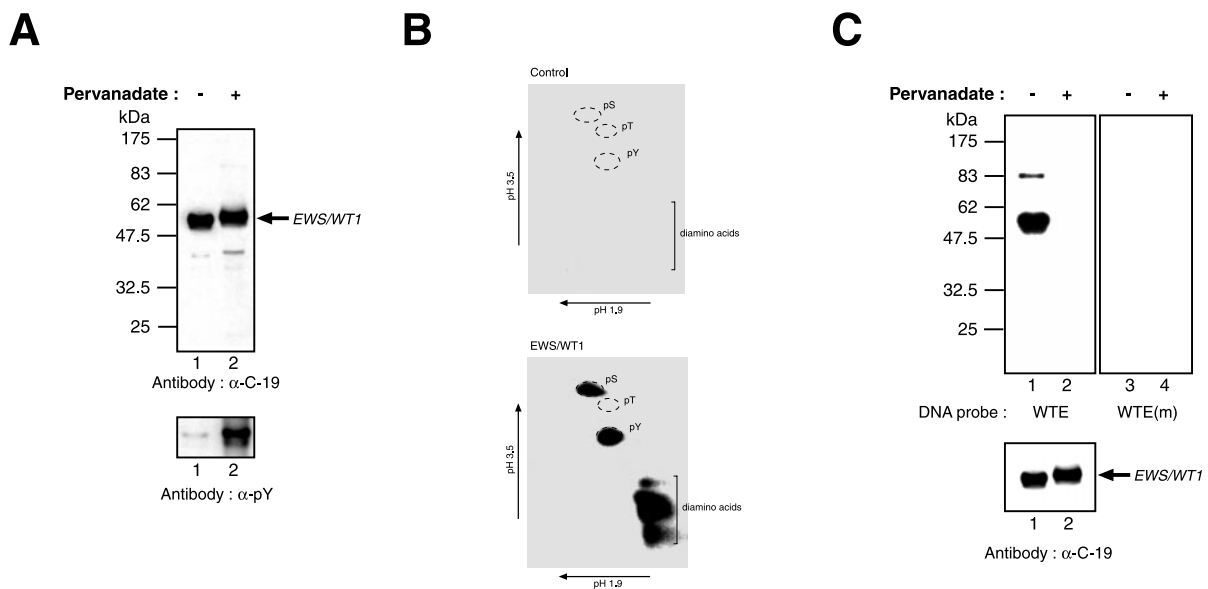 A
Pervanadate : - +
kDa
175
83
62
47.5
32.5
25
EWS/WT1
1 2
Antibody : α-C-19
1 2
Antibody : α-pY
B
Control
pS
pT
pY
pH 3.5
diamino acids
pH 1.9
EWS/WT1
pS
pT
pY
pH 3.5
diamino acids
pH 1.9
C
Pervanadate : - + - +
kDa
175
83
62
47.5
32.5
25
1 2 3 4
DNA probe : WTE WTE(m)
EWS/WT1
1 2
Antibody : α-C-19